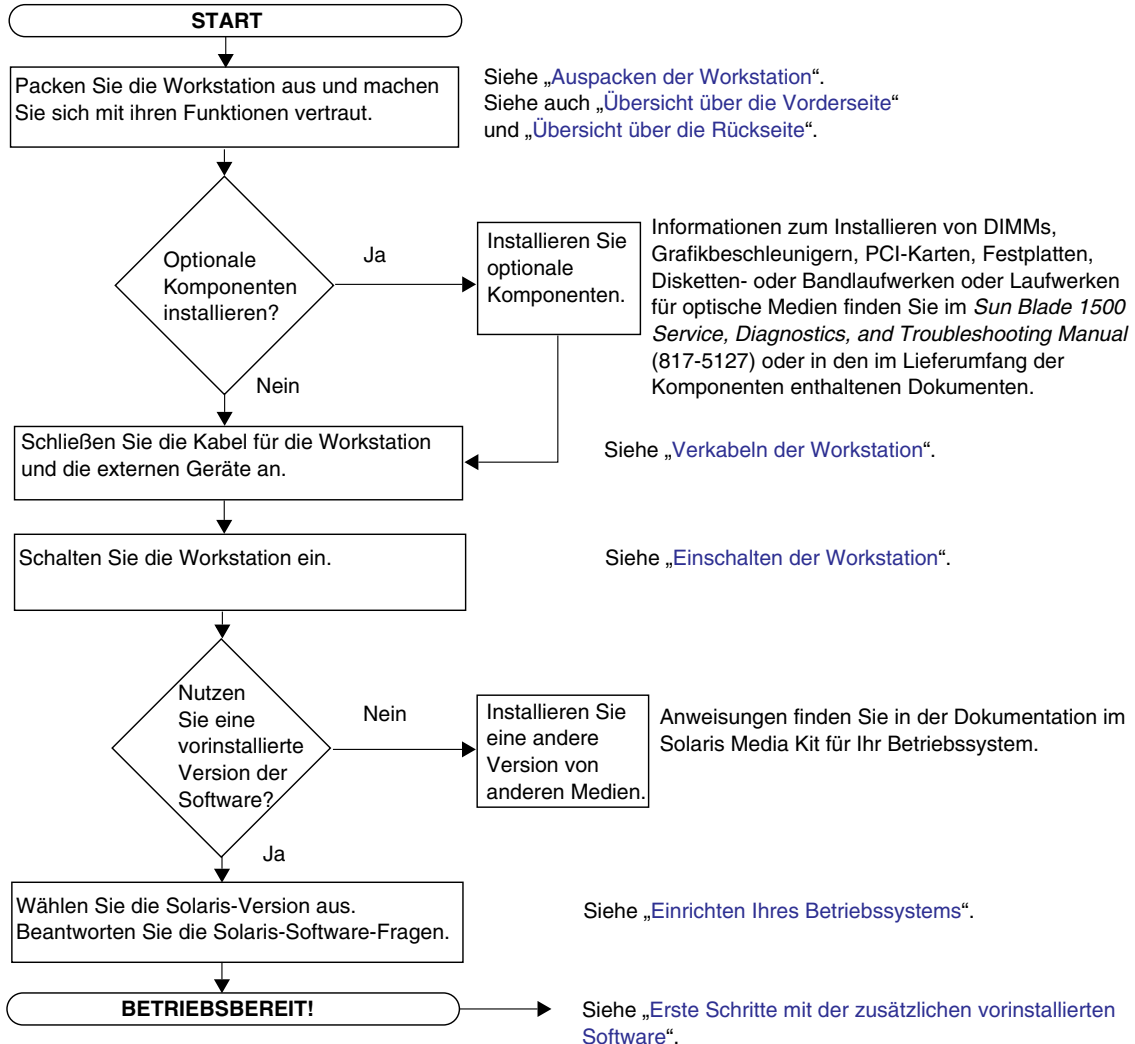 START
Packen Sie die Workstation aus und machen
Sie sich mit ihren Funktionen vertraut.
Siehe „Auspacken der Workstation“.
Siehe auch „Übersicht über die Vorderseite“
und „Übersicht über die Rückseite“.
Optionale
Komponenten
installieren?
Ja
Installieren Sie
optionale
Komponenten.
Informationen zum Installieren von DIMMs,
Grafikbeschleunigern, PCI-Karten, Festplatten,
Disketten- oder Bandlaufwerken oder Laufwerken
für optische Medien finden Sie im Sun Blade 1500
Service, Diagnostics, and Troubleshooting Manual
(817-5127) oder in den im Lieferumfang der
Komponenten enthaltenen Dokumenten.
Nein
Schließen Sie die Kabel für die Workstation
und die externen Geräte an.
Siehe „Verkabeln der Workstation“.
Schalten Sie die Workstation ein.
Siehe „Einschalten der Workstation“.
Nutzen
Sie eine
vorinstallierte
Version der
Software?
Nein
Installieren Sie
eine andere
Version von
anderen Medien.
Anweisungen finden Sie in der Dokumentation im
Solaris Media Kit für Ihr Betriebssystem.
Ja
Wählen Sie die Solaris-Version aus.
Beantworten Sie die Solaris-Software-Fragen.
Siehe „Einrichten Ihres Betriebssystems“.
BETRIEBSBEREIT!
Siehe „Erste Schritte mit der zusätzlichen vorinstallierten
Software“.